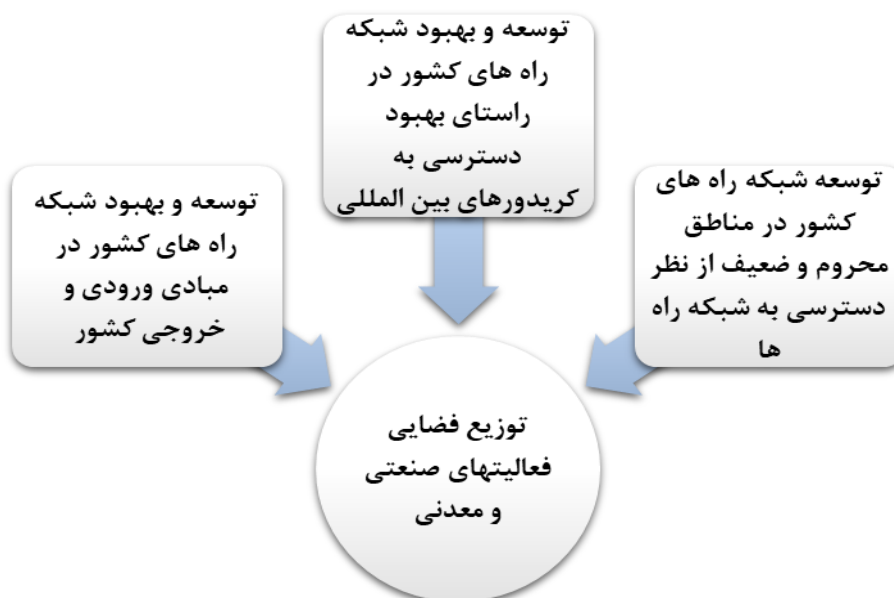 توسعه و بهبود شبکه
راه های کشور در
راستای بهبود
دسترسی به
کریدورهای بین المللی
توسعه شبکه راه های
کشور در مناطق
محروم و ضعیف از نظر
دسترسی به شبکه راه
ها
توسعه و بهبود شبکه
راه های کشور در
مبادی ورودی و
خروجی کشور
توزیع فضایی
فعالیتهای صنعتی
و معدنی